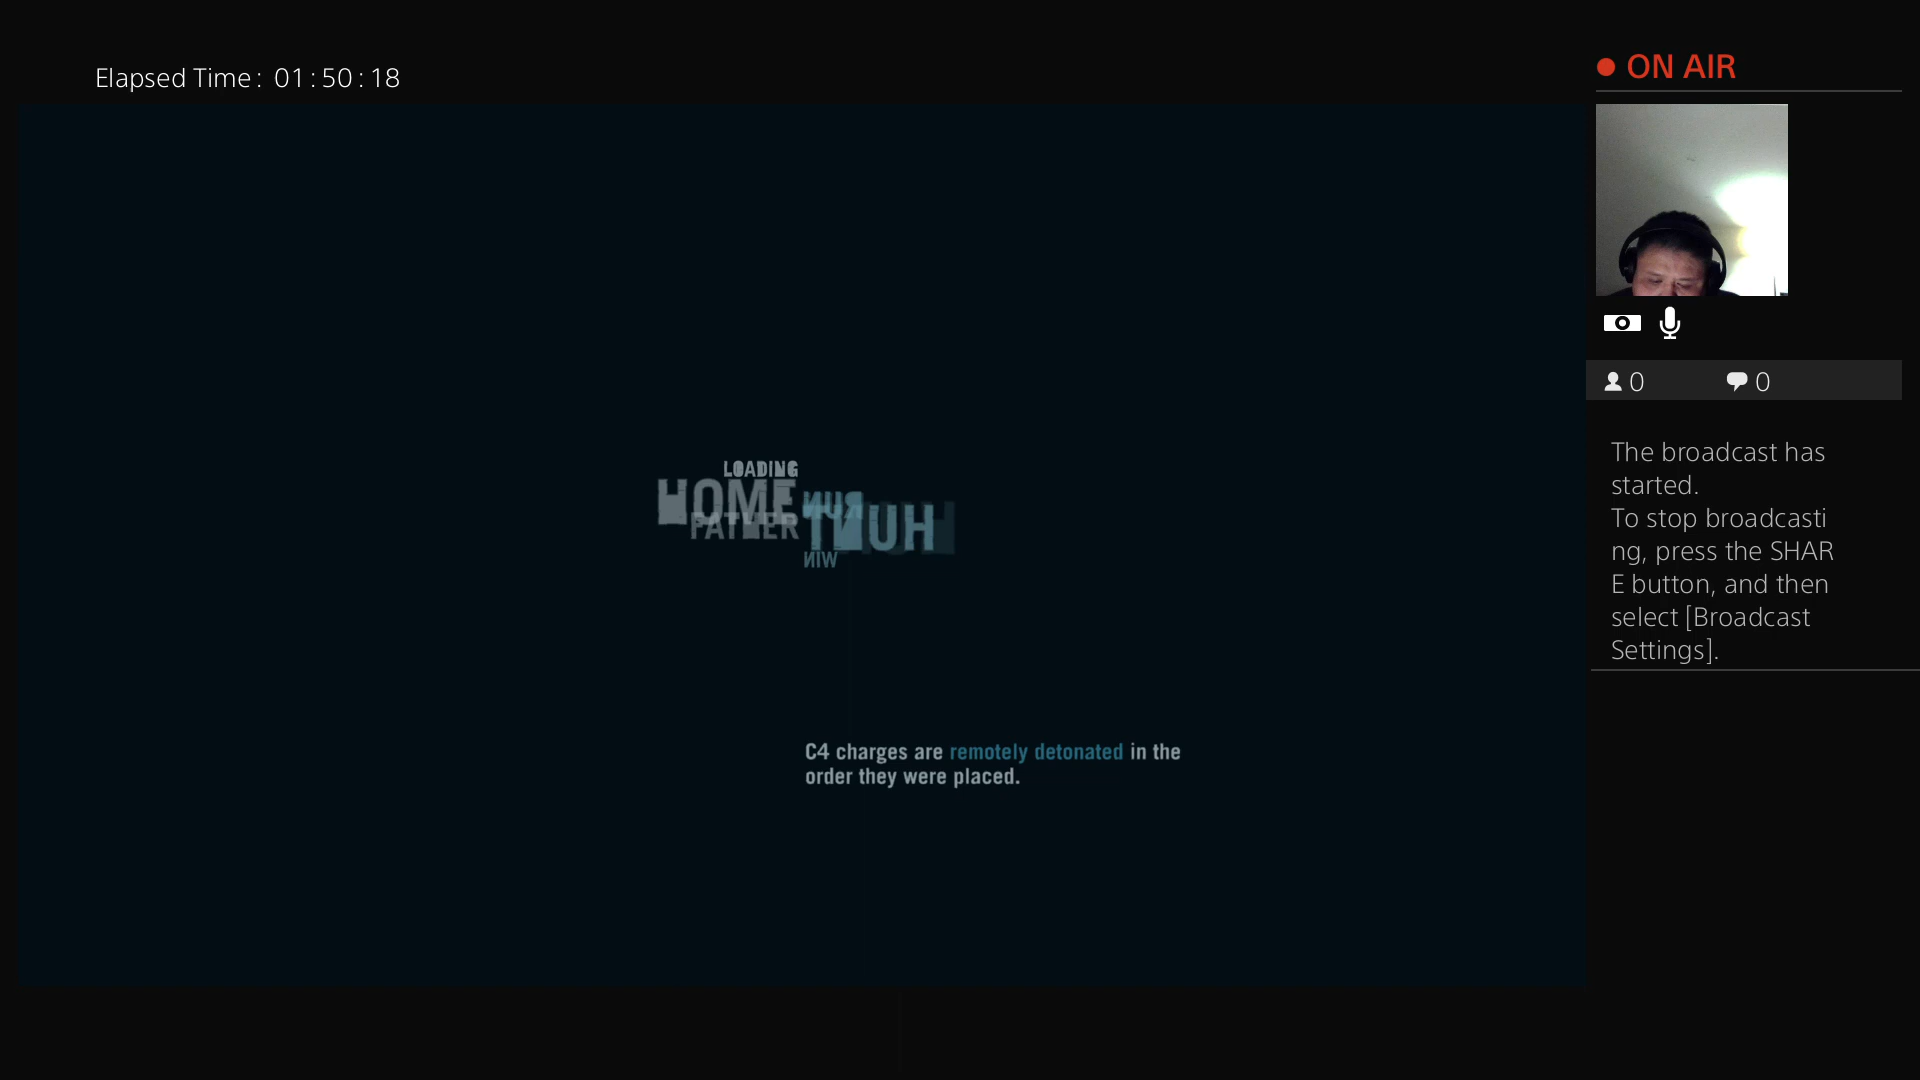 Elapsed Time: 01:50:18
ON AIR
0 0
The broadcast has
started.
To stop broadcasti
ng, press the SHAR
E button, and then
select [Broadcast
Settings].
LOADING
HOME
FATHER
RUN
HUNT
WIN
C4 charges are remotely detonated in the
order they were placed.